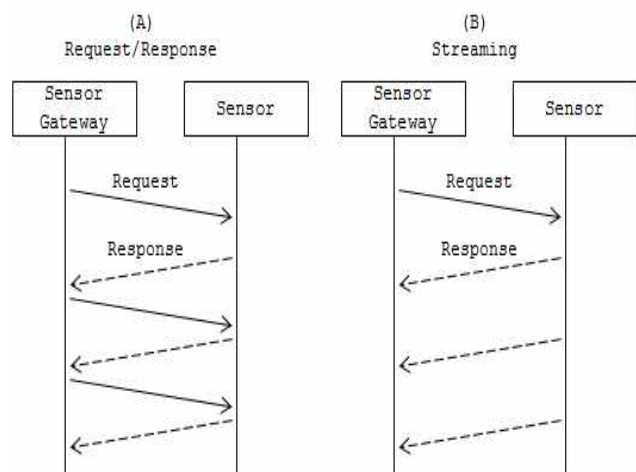 (A)
Request/Response
(B)
Streaming
Sensor
Gateway
Sensor
Sensor
Gateway
Sensor
Request
Response
Request
Response